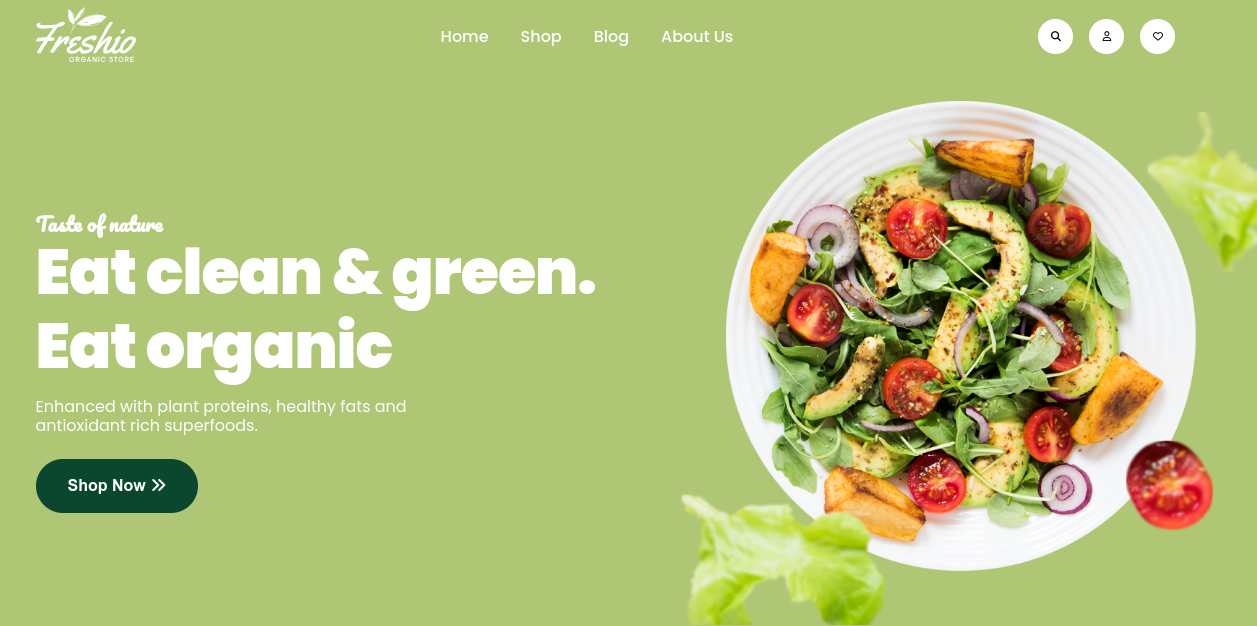 Freshio
ORGANIC STORE
Home Shop Blog About Us
Taste of nature
Eat clean & green.
Eat organic
Enhanced with plant proteins, healthy fats and
antioxidant rich superfoods.
Shop Now